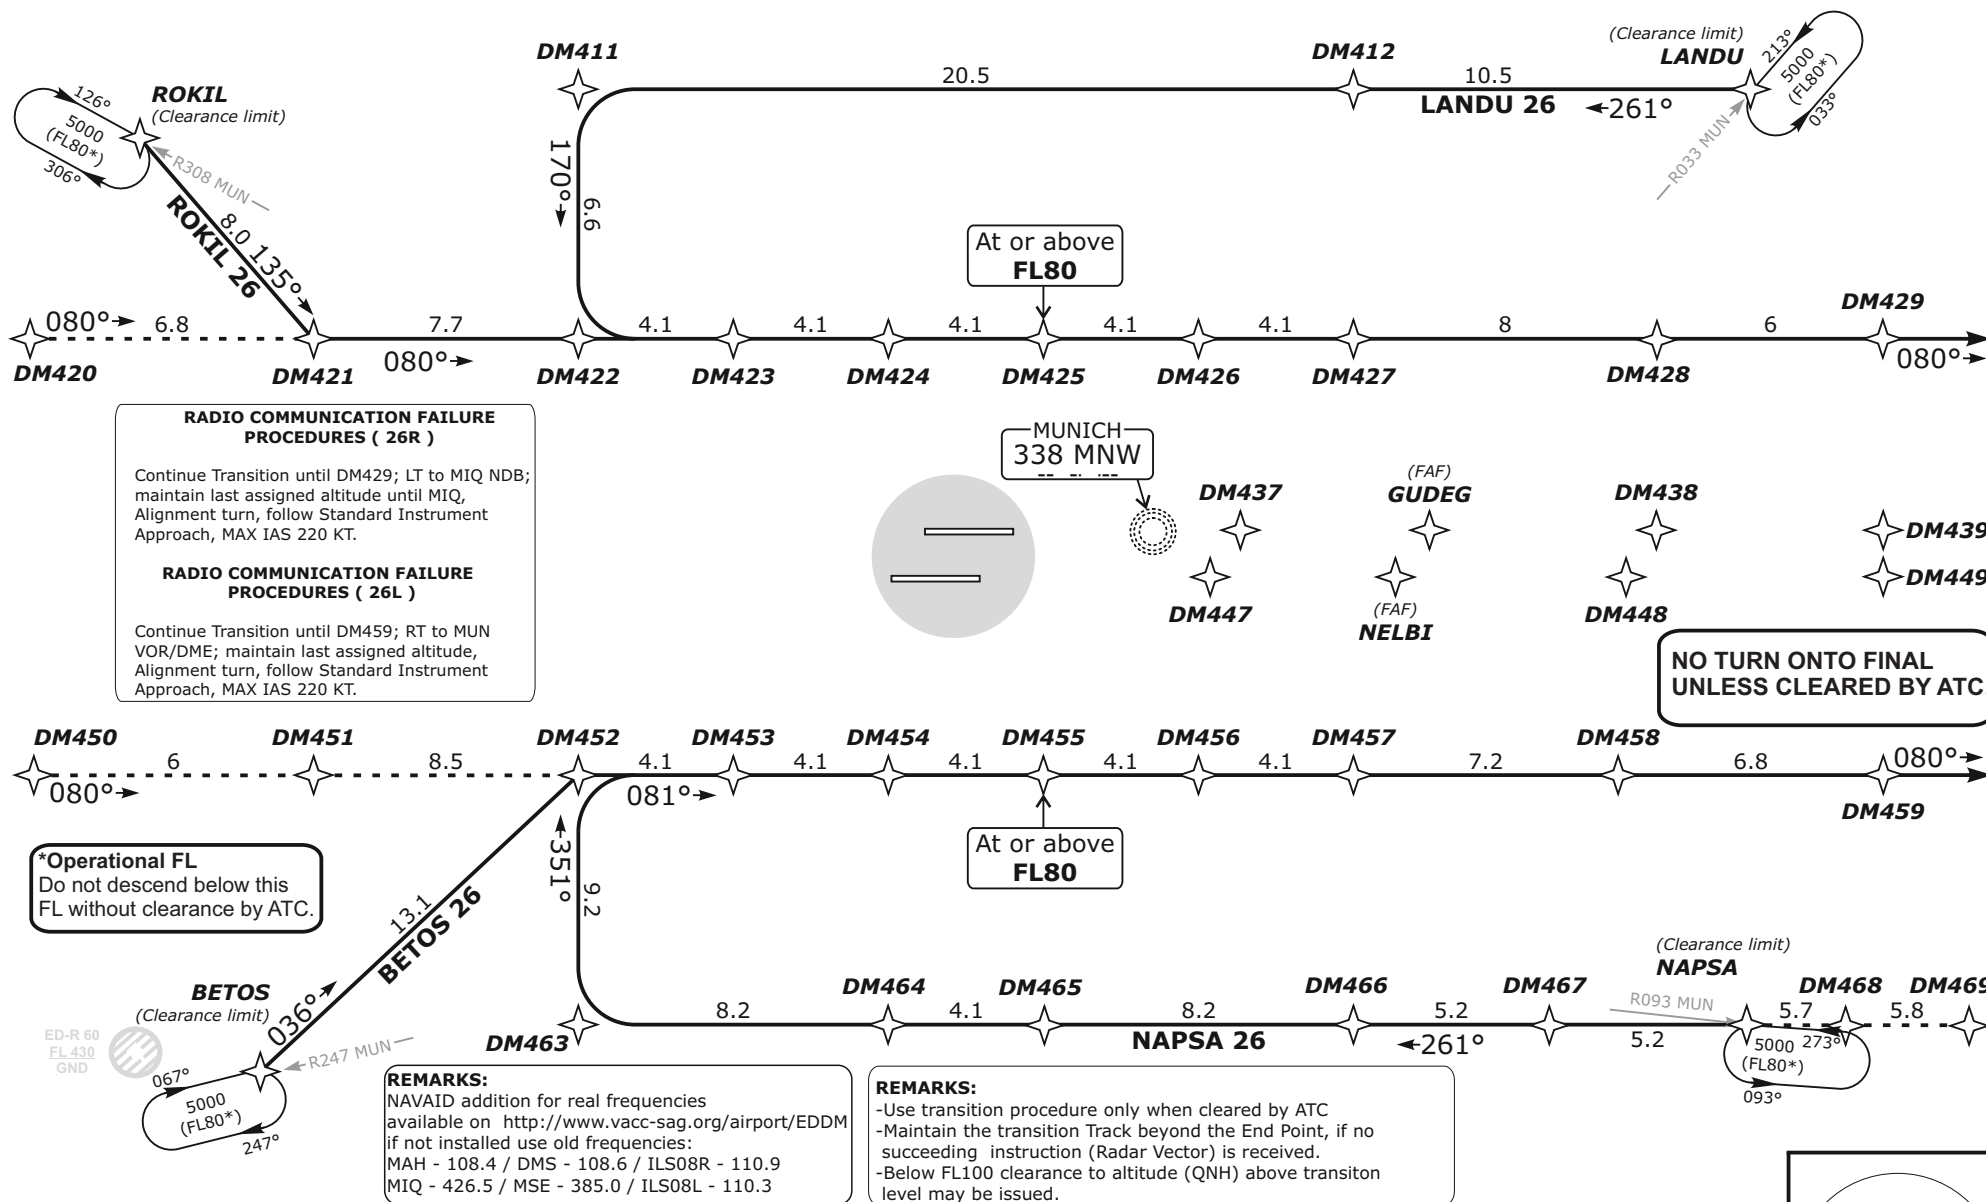 DM411
20.5
DM412
10.5
(Clearance limit)
LANDU
LANDU 26
261°
213°
5000
(FL80*)
033°
R033 MUN
126°
5000
(FL80*)
306°
ROKIL
(Clearance limit)
R308 MUN
8.0
135°
ROKIL 26
170°
6.6
At or above
FL80
DM429
080°
6.8
7.7
4.1
4.1
4.1
4.1
4.1
8
6
080°
080°
DM420
DM421
DM422
DM423
DM424
DM425
DM426
DM427
DM428
RADIO COMMUNICATION FAILURE
PROCEDURES ( 26R )
Continue Transition until DM429; LT to MIQ NDB;
maintain last assigned altitude until MIQ,
Alignment turn, follow Standard Instrument
Approach, MAX IAS 220 KT.
RADIO COMMUNICATION FAILURE
PROCEDURES ( 26L )
Continue Transition until DM459; RT to MUN
VOR/DME; maintain last assigned altitude,
Alignment turn, follow Standard Instrument
Approach, MAX IAS 220 KT.
MUNICH
338 MNW
DM437
(FAF)
GUDEG
DM438
DM439
DM447
(FAF)
NELBI
DM448
DM449
NO TURN ONTO FINAL
UNLESS CLEARED BY ATC
DM450
DM451
DM452
DM453
DM454
DM455
DM456
DM457
DM458
6
8.5
4.1
4.1
4.1
4.1
4.1
7.2
6.8
080°
080°
081°
DM459
At or above
FL80
351°
9.2
*Operational FL
Do not descend below this
FL without clearance by ATC.
13.1
BETOS 26
036°
BETOS
(Clearance limit)
R247 MUN
067°
5000
(FL80*)
247°
ED-R 60
FL 430
GND
DM463
8.2
DM464
4.1
DM465
8.2
NAPSA 26
DM466
5.2
261°
DM467
5.2
R093 MUN
(Clearance limit)
NAPSA
5.7
DM468
5.8
DM469
5000
(FL80*)
273°
093°
REMARKS:
NAVAID addition for real frequencies
available on http://www.vacc-sag.org/airport/EDDM
if not installed use old frequencies:
MAH - 108.4 / DMS - 108.6 / ILS08R - 110.9
MIQ - 426.5 / MSE - 385.0 / ILS08L - 110.3
REMARKS:
-Use transition procedure only when cleared by ATC
-Maintain the transition Track beyond the End Point, if no
succeeding instruction (Radar Vector) is received.
-Below FL100 clearance to altitude (QNH) above transiton
level may be issued.